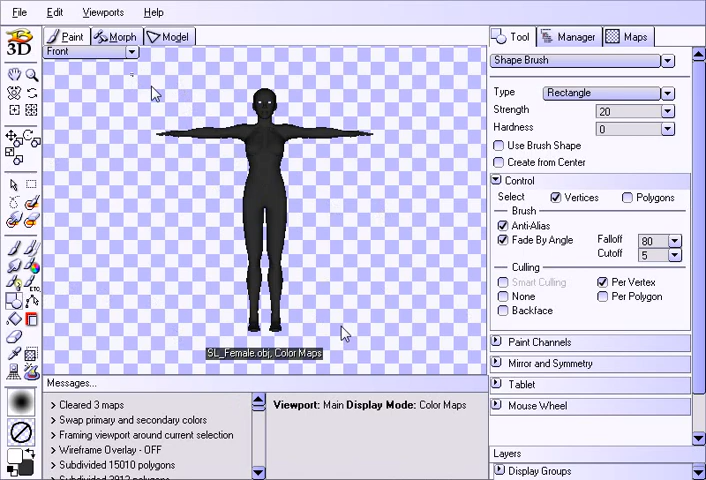 File Edit Viewports Help
3D
Paint Morph Model
Front
SL_Female.obj, Color Maps
Messages...
Cleared 3 maps
Swap primary and secondary colors
Framing viewport around current selection
Wireframe Overlay - OFF
Subdivided 15010 polygons
Viewport: Main Display Mode: Color Maps
Tool Manager Maps
Shape Brush
Type Rectangle
Strength 20
Hardness 0
Use Brush Shape
Create from Center
Control
Select Vertices Polygons
Brush
Anti-Alias
Fade By Angle Falloff 80
Cutoff 5
Culling
Smart Culling Per Vertex
None Per Polygon
Backface
Paint Channels
Mirror and Symmetry
Tablet
Mouse Wheel
Layers
Display Groups